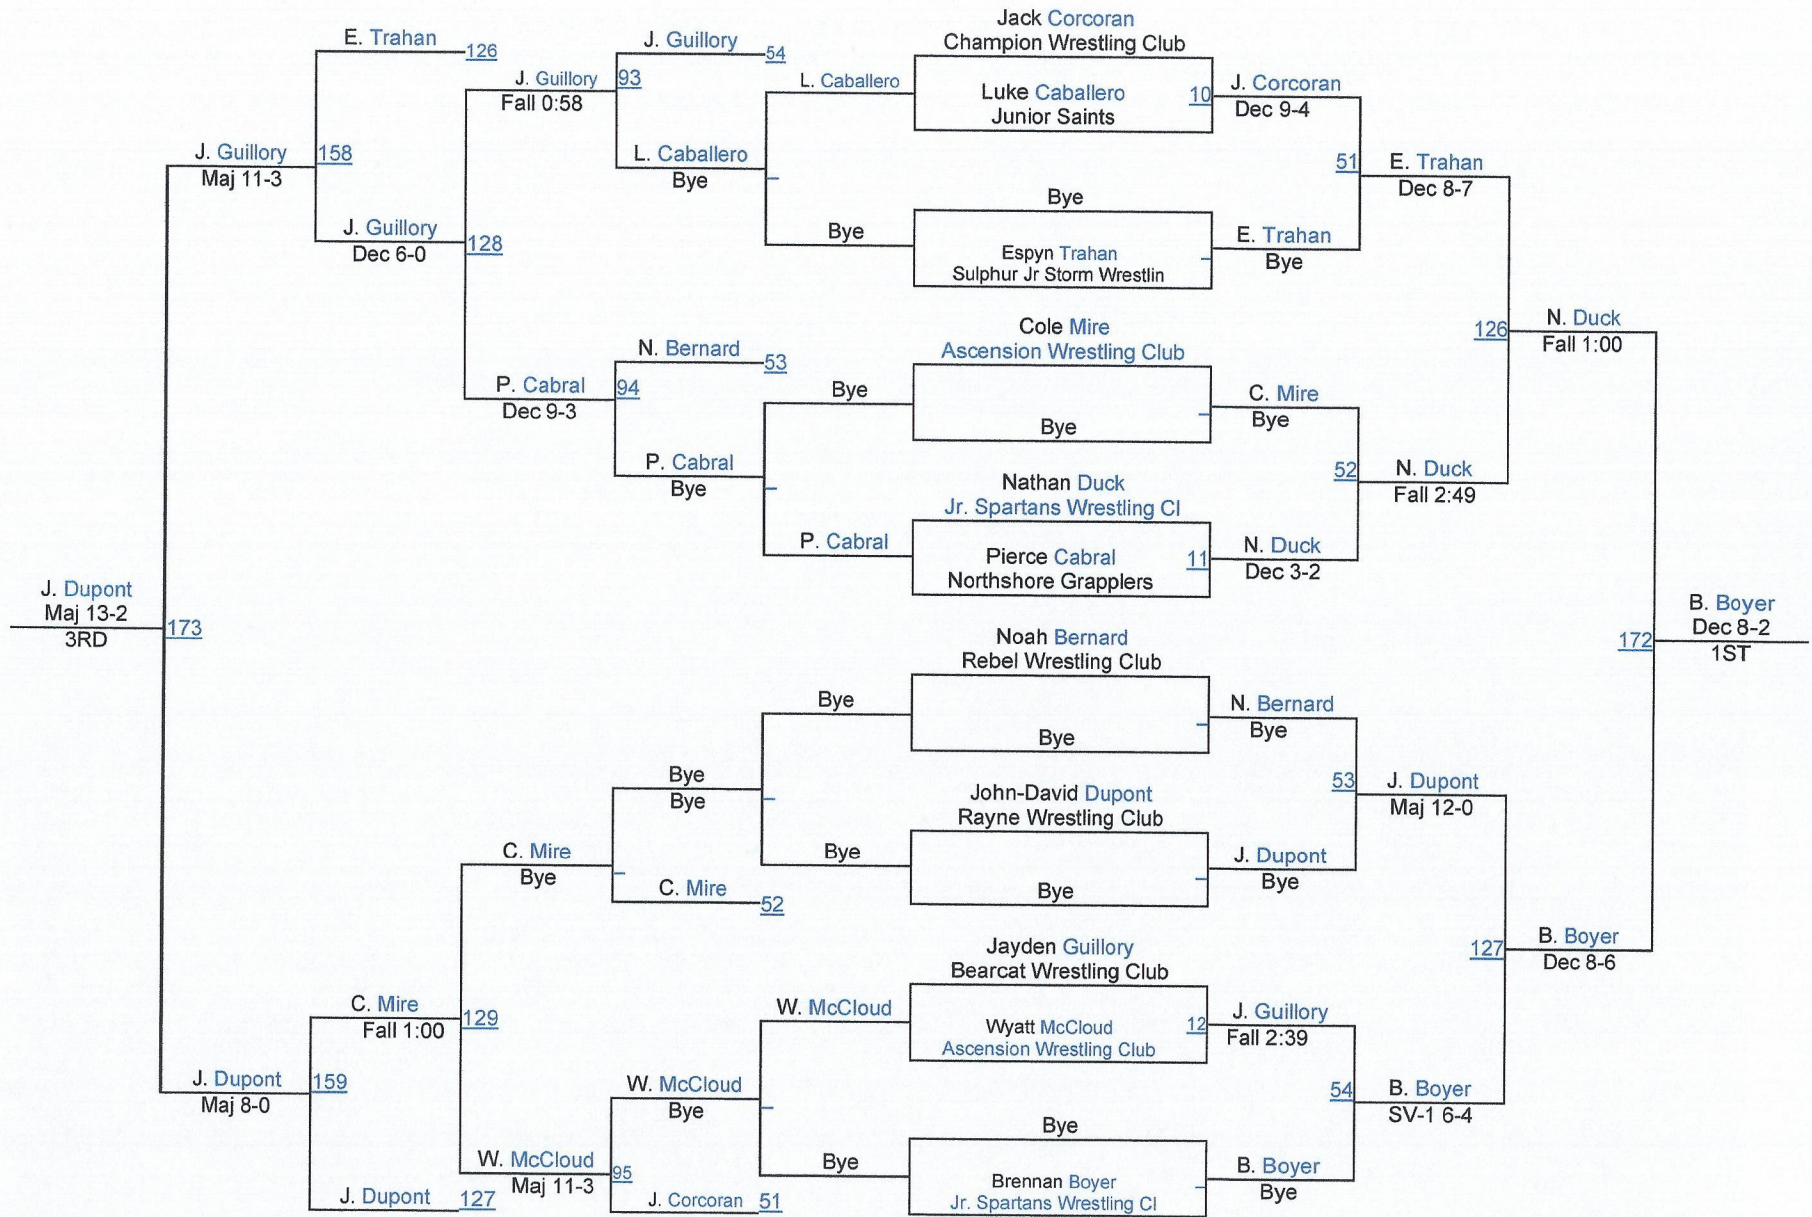 Jack Corcoran
Champion Wrestling Club
E. Trahan
126
J. Guillory
54
J. Guillory
93
Fall 0:58
L. Caballero
Luke Caballero
10
Junior Saints
J. Corcoran
Dec 9-4
J. Guillory
158
Maj 11-3
L. Caballero
Bye
51
E. Trahan
Dec 8-7
Bye
J. Guillory
128
Dec 6-0
Bye
Espyn Trahan
Sulphur Jr Storm Wrestlin
E. Trahan
Bye
Cole Mire
Ascension Wrestling Club
126
N. Duck
Fall 1:00
N. Bernard
53
P. Cabral
94
Dec 9-3
Bye
Bye
C. Mire
Bye
P. Cabral
Bye
52
N. Duck
Fall 2:49
Nathan Duck
Jr. Spartans Wrestling Cl
P. Cabral
Pierce Cabral
11
Northshore Grapplers
N. Duck
Dec 3-2
J. Dupont
Maj 13-2
3RD
173
Noah Bernard
Rebel Wrestling Club
172
B. Boyer
Dec 8-2
1ST
Bye
Bye
N. Bernard
Bye
Bye
Bye
53
J. Dupont
Maj 12-0
John-David Dupont
Rayne Wrestling Club
C. Mire
Bye
Bye
Bye
J. Dupont
Bye
C. Mire
52
Jayden Guillory
Bearcat Wrestling Club
127
B. Boyer
Dec 8-6
C. Mire
129
Fall 1:00
W. McCloud
Wyatt McCloud
12
Ascension Wrestling Club
J. Guillory
Fall 2:39
J. Dupont
159
Maj 8-0
W. McCloud
Bye
54
B. Boyer
SV-1 6-4
Bye
W. McCloud
95
Maj 11-3
Bye
Brennan Boyer
Jr. Spartans Wrestling Cl
B. Boyer
Bye
J. Dupont
127
J. Corcoran
51